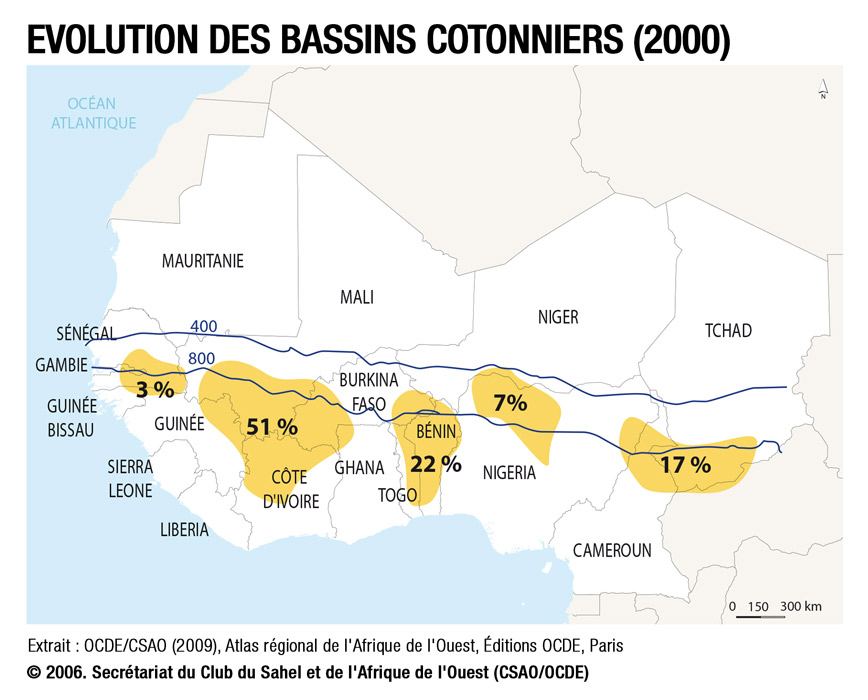 EVOLUTION DES BASSINS COTONNIERS (2000)
OCÉAN
ATLANTIQUE
N
MAURITANIE
MALI
NIGER
TCHAD
SÉNÉGAL
400
GAMBIE
800
3 %
BURKINA
FASO
7%
GUINÉE
BISSAU
GUINÉE
51 %
BÉNIN
22 %
17 %
SIERRA
LEONE
CÔTE
D'IVOIRE
GHANA
TOGO
NIGERIA
LIBERIA
CAMEROUN
0 150 300 km
Extrait : OCDE/CSAO (2009), Atlas régional de l'Afrique de l'Ouest, Éditions OCDE, Paris
© 2006. Secrétariat du Club du Sahel et de l'Afrique de l'Ouest (CSAO/OCDE)